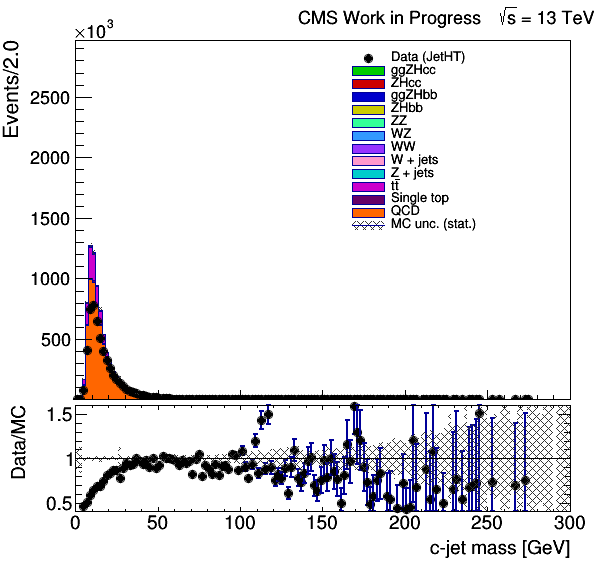 CMS Work in Progress √s = 13 TeV
×10³
Events/2.0
2500
2000
1500
1000
500
Data (JetHT)
ggZHcc
ZHcc
ggZHbb
ZHbb
ZZ
WZ
WW
W + jets
Z + jets
tt̄
Single top
QCD
MC unc. (stat.)
Data/MC
1.5
1
0.5
0 50 100 150 200 250 300
c-jet mass [GeV]